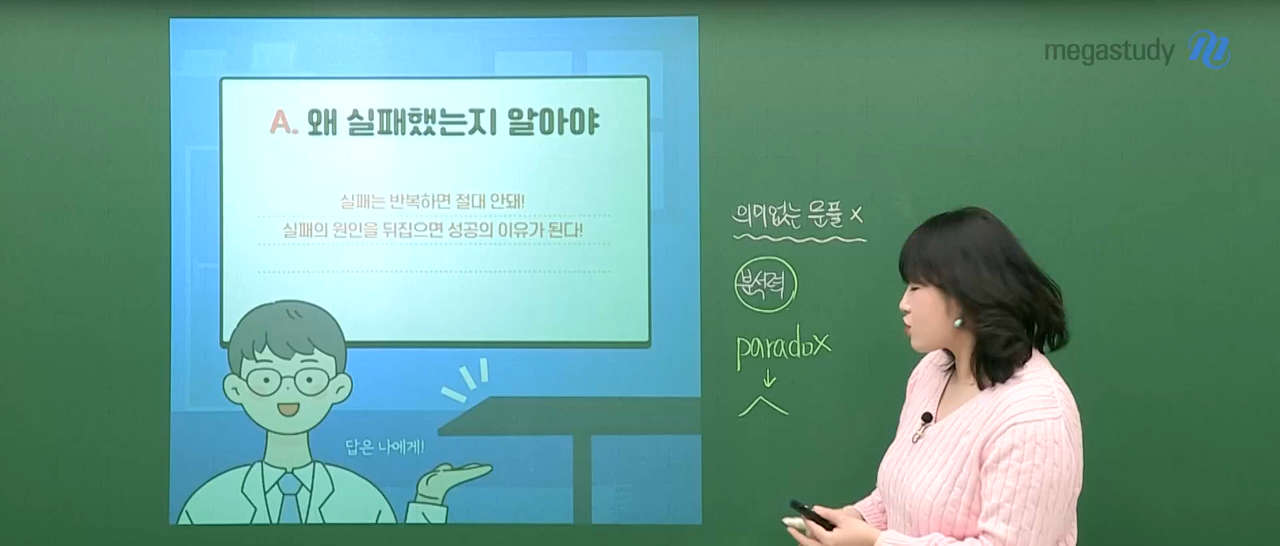 megastudy
A. 왜 실패했는지 알아야
실패는 반복하면 절대 안돼!
실패의 원인을 뒤집으면 성공의 이유가 된다!
답은 나에게!
의미없는 문풀 X
분석력
paradox